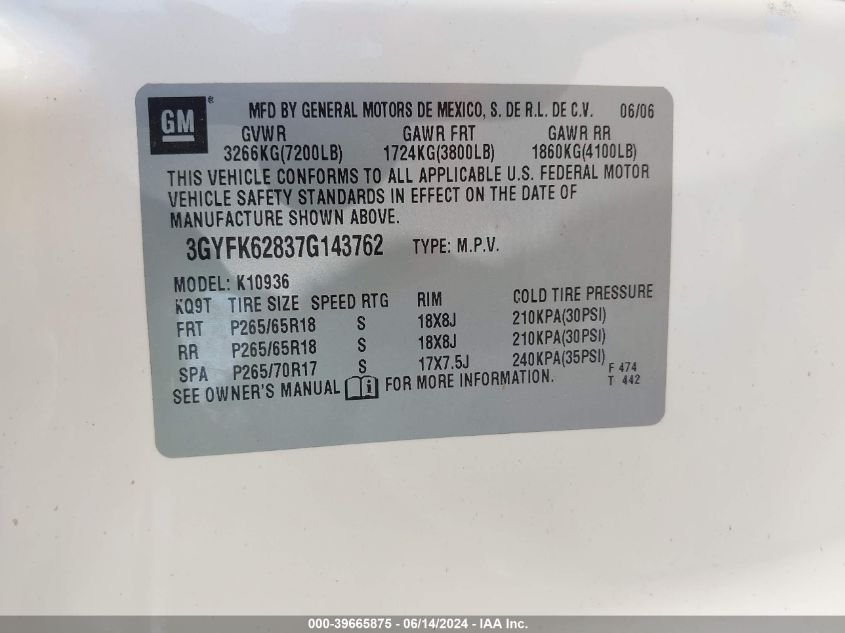 GM ® MFD BY GENERAL MOTORS DE MEXICO, S. DE R.L. DE C.V. 06/06
GVWR GAWR FRT GAWR RR
3266KG(7200LB) 1724KG(3800LB) 1860KG(4100LB)
THIS VEHICLE CONFORMS TO ALL APPLICABLE U.S. FEDERAL MOTOR
VEHICLE SAFETY STANDARDS IN EFFECT ON THE DATE OF
MANUFACTURE SHOWN ABOVE.
3GYFK62837G143762 TYPE: M.P.V.
MODEL: K10936
KQ9T TIRE SIZE SPEED RTG RIM COLD TIRE PRESSURE
FRT P265/65R18 S 18X8J 210KPA(30PSI)
RR P265/65R18 S 18X8J 210KPA(30PSI)
SPA P265/70R17 S 17X7.5J 240KPA(35PSI) F 474
SEE OWNER'S MANUAL i FOR MORE INFORMATION. T 442
000-39665875 - 06/14/2024 - IAA Inc.